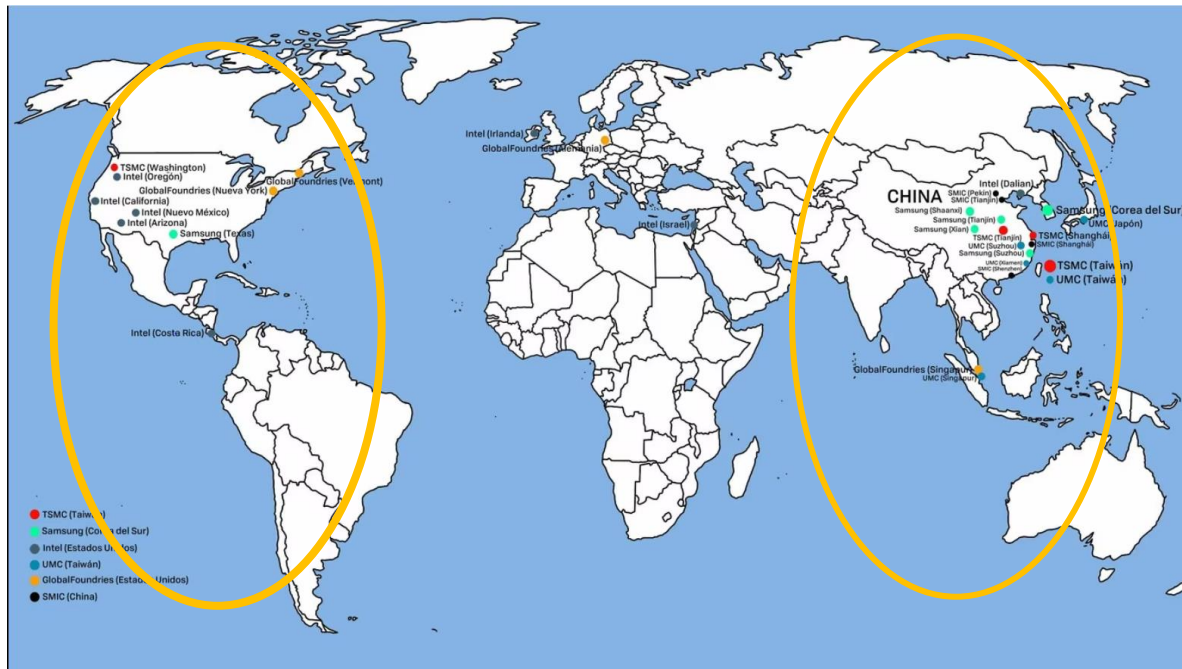 TSMC (Washington)
Intel (Oregón)
GlobalFoundries (Vermont)
GlobalFoundries (Nueva York)
Intel (California)
Intel (Nuevo México)
Intel (Arizona)
Samsung (Texas)
Intel (Costa Rica)
Intel (Irlanda)
GlobalFoundries (Alemania)
Intel (Israel)
CHINA
Intel (Dalian)
SMIC (Pekín)
SMIC (Tianjin)
Samsung (Shaanxi)
Samsung (Corea del Sur)
Samsung (Tianjin)
UMC (Japón)
Samsung (Xian)
TSMC (Tianjin)
TSMC (Shanghái)
UMC (Suzhou)
SMIC (Shanghái)
Samsung (Suzhou)
UMC (Xiamen)
TSMC (Taiwán)
SMIC (Shenzhen)
UMC (Taiwán)
GlobalFoundries (Singapur)
UMC (Singapur)
TSMC (Taiwán)
Samsung (Corea del Sur)
Intel (Estados Unidos)
UMC (Taiwán)
GlobalFoundries (Estados Unidos)
SMIC (China)